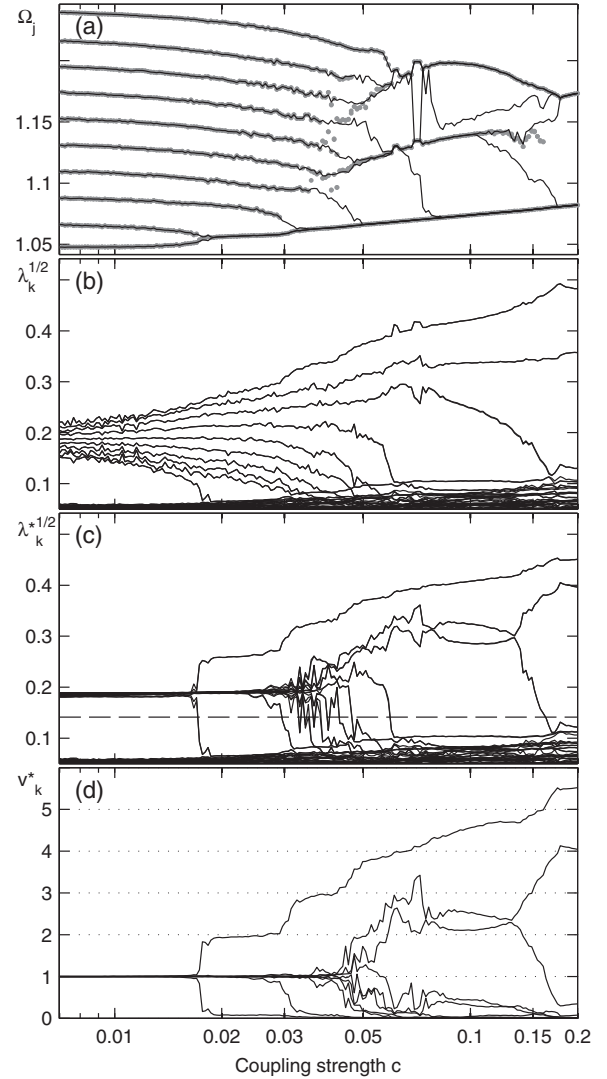 Ω_j
(a)
1.15
1.1
1.05
λ_k^{1/2}
(b)
0.4
0.3
0.2
0.1
λ*_k^{1/2}
(c)
0.4
0.3
0.2
0.1
v*_k
(d)
5
4
3
2
1
0
0.01 0.02 0.03 0.05 0.1 0.15 0.2
Coupling strength c